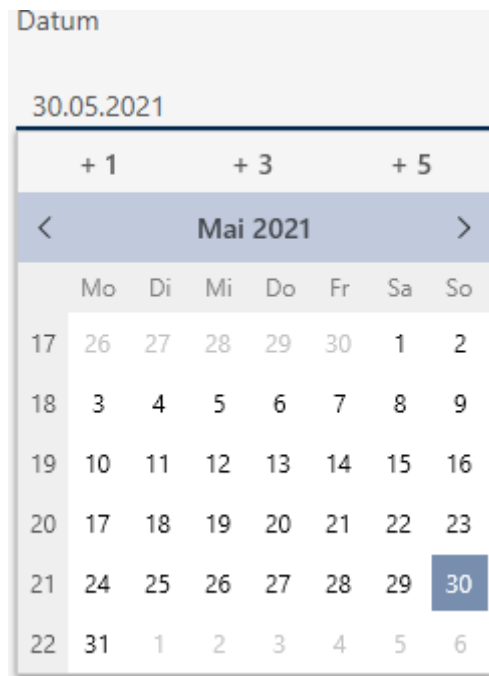 Datum
30.05.2021
+ 1 + 3 + 5
< Mai 2021 >
Mo Di Mi Do Fr Sa So
17 26 27 28 29 30 1 2
18 3 4 5 6 7 8 9
19 10 11 12 13 14 15 16
20 17 18 19 20 21 22 23
21 24 25 26 27 28 29 30
22 31 1 2 3 4 5 6